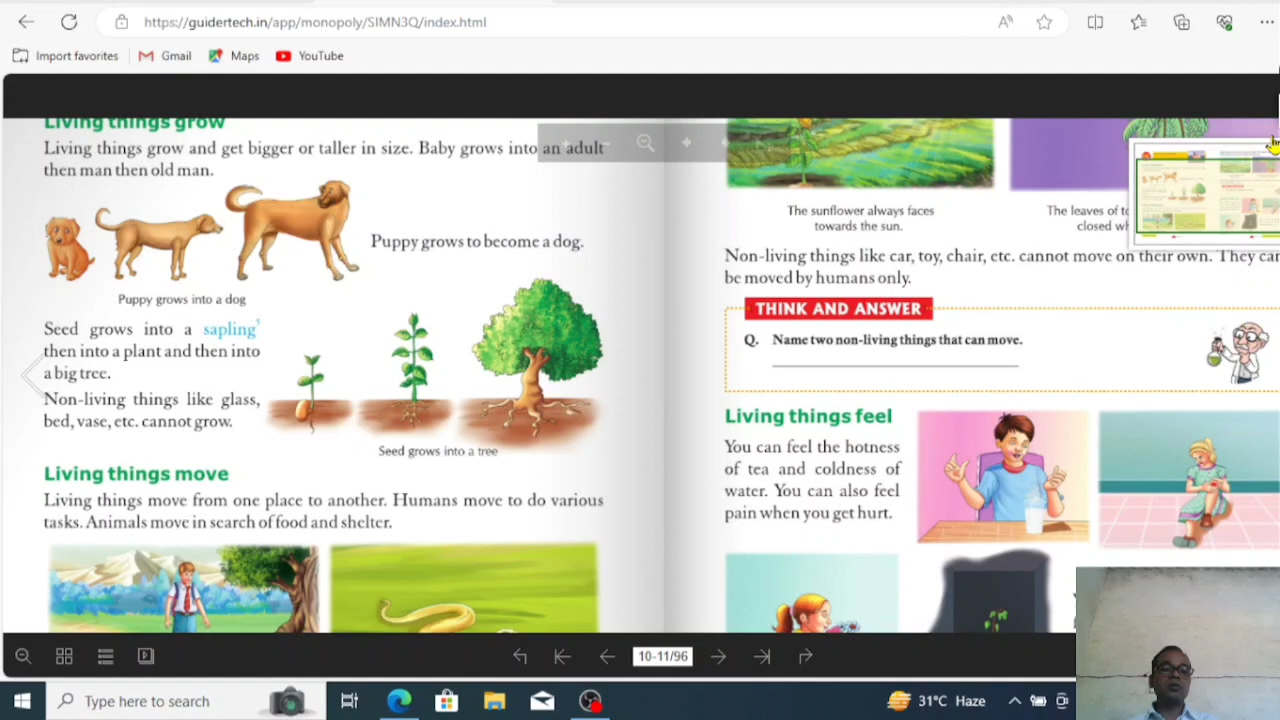 https://guidertech.in/app/monopoly/SIMN3Q/index.html
Import favorites
Gmail
Maps
YouTube
Living things grow
Living things grow and get bigger or taller in size. Baby grows into an adult
then man then old man.
Puppy grows to become a dog.
Puppy grows into a dog
Seed grows into a sapling
then into a plant and then into
a big tree.
Non-living things like glass,
bed, vase, etc. cannot grow.
Seed grows into a tree
Living things move
Living things move from one place to another. Humans move to do various
tasks. Animals move in search of food and shelter.
The sunflower always faces
towards the sun.
The leaves of
closed
Non-living things like car, toy, chair, etc. cannot move on their own. They can
be moved by humans only.
THINK AND ANSWER
Q. Name two non-living things that can move.
Living things feel
You can feel the hotness
of tea and coldness of
water. You can also feel
pain when you get hurt.
10-11/96
Type here to search
31°C Haze